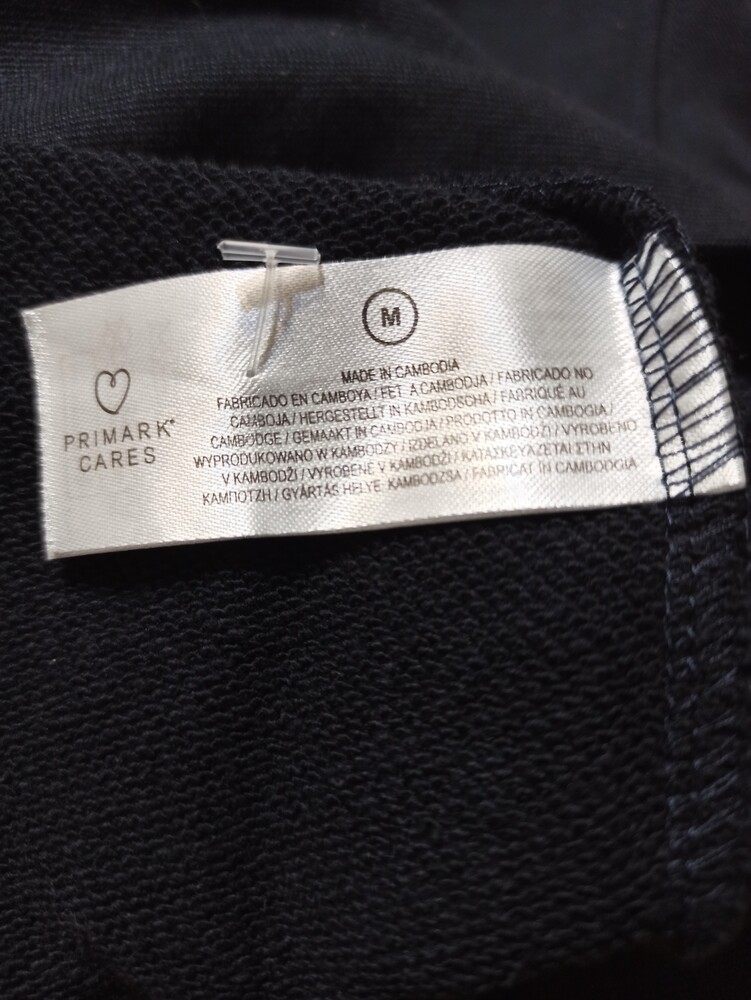 M
PRIMARK®
CARES
MADE IN CAMBODIA
FABRICADO EN CAMBOYA / FET A CAMBODJA / FABRICADO NO
CAMBOJA / HERGESTELLT IN KAMBODSCHA / FABRIQUÉ AU
CAMBODGE / GEMAAKT IN CAMBODJA / PRODOTTO IN CAMBOGIA /
WYPRODUKOWANO W KAMBODŻY / IZDELANO V KAMBODŽI / VYROBENO
V KAMBODŽI / VYROBENÉ V KAMBODŽI / ΚΑΤΑΣΚΕΥΑΖΕΤΑΙ ΣΤΗΝ
ΚΑΜΠΟΤΖΗ / GYÁRTÁS HELYE: KAMBODZSA / FABRICAT ÎN CAMBODGIA